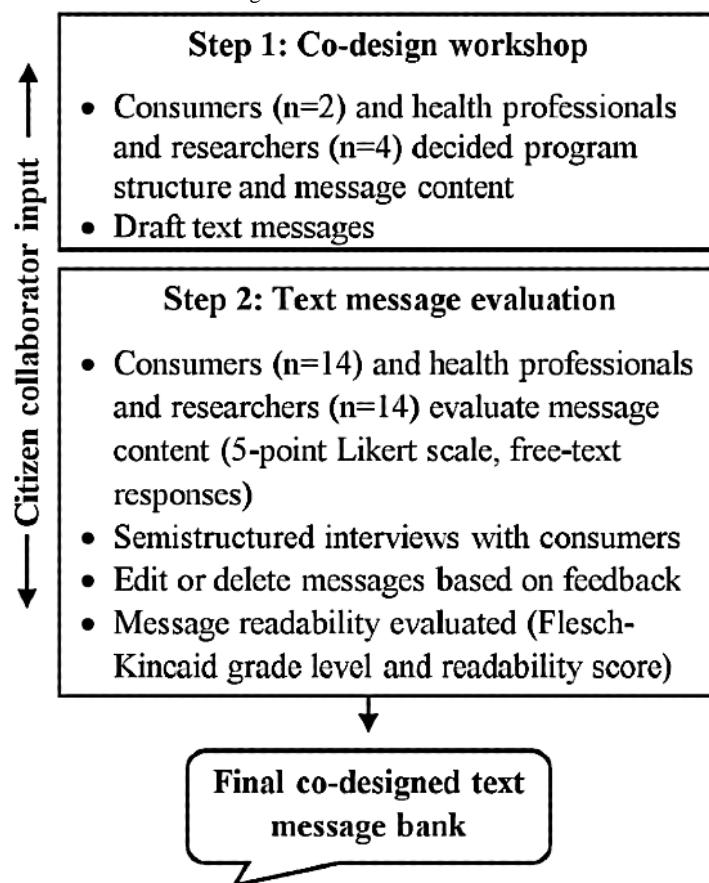 Step 1: Co-design workshop
• Consumers (n=2) and health professionals
and researchers (n=4) decided program
structure and message content
• Draft text messages
Citizen collaborator input
Step 2: Text message evaluation
• Consumers (n=14) and health professionals
and researchers (n=14) evaluate message
content (5-point Likert scale, free-text
responses)
• Semistructured interviews with consumers
• Edit or delete messages based on feedback
• Message readability evaluated (Flesch-
Kincaid grade level and readability score)
Final co-designed text
message bank